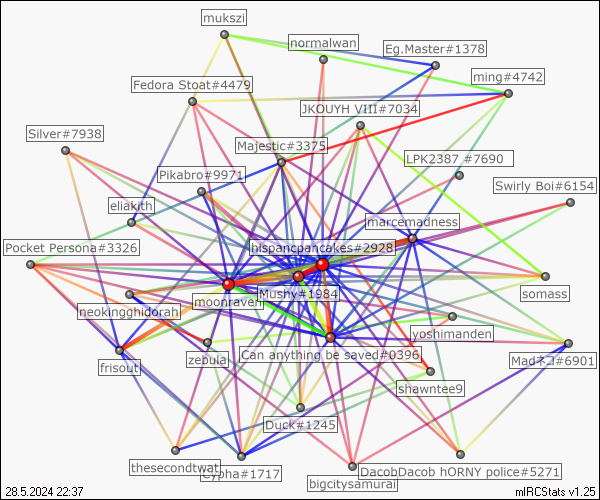 mukszi
normalwan
Eg.Master#1378
ming#4742
Fedora Stoat#4479
JKOUYH VIII#7034
Silver#7938
Majestic#3375
LPK2387 #7690
Pikabro#9971
Swirly Boi#6154
eliakith
marcemadness
Pocket Persona#3326
hispanicpancakes#2928
somass
moonraven
Mushy#1984
neokinghidorah
yoshimanden
frisout
zebula
Can anything be saved#0396
Madネコ#6901
shawntee9
Duck#1245
thesecondtwat
Cypha#1717
DacobDacob hORNY police#5271
bigcitysamurai
28.5.2024 22:37
mIRCStats v1.25